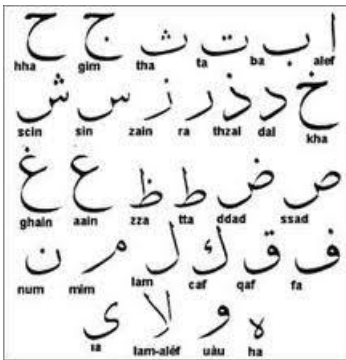 ا ب ت ث ج ح
hha gim tha ta ba alef
خ د ذ ر ز س ش
scin sin zain ra thzal dal kha
ص ض ط ظ ع غ
ghain aain zza tta ddad ssad
ف ق ك ل م ن
num mim lam caf qaf fa
ه و لا ى
ia lam-aléf uàu ha